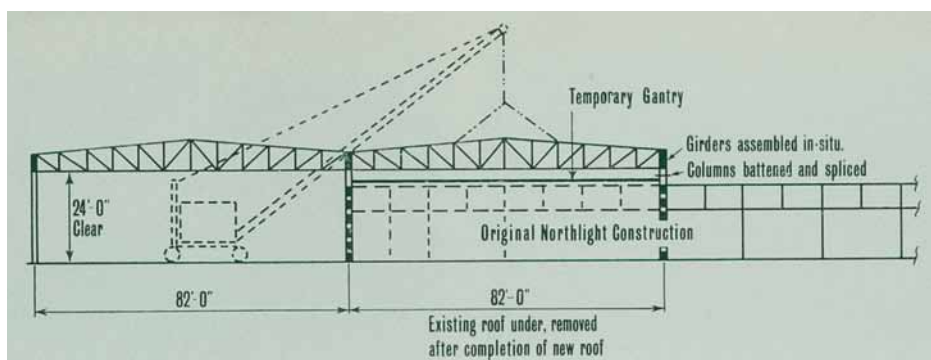 Temporary Gantry
Girders assembled in-situ.
Columns battened and spliced
24'-0"
Clear
Original Northlight Construction
82'-0"
82'-0"
Existing roof under, removed
after completion of new roof